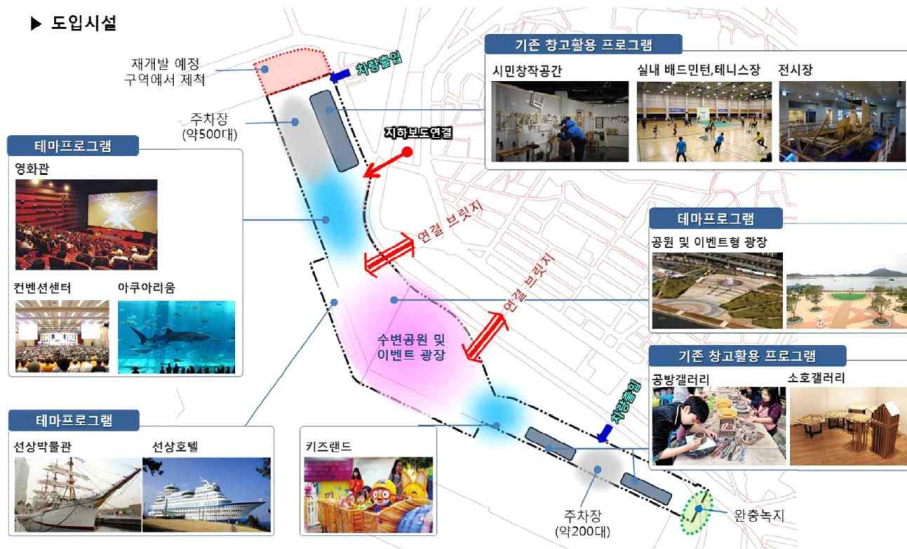 ▶ 도입시설
재개발 예정
구역에서 제척
차량출입
주차장
(약500대)
지하보도연결
기존 창고활용 프로그램
시민창작공간
실내 배드민턴,테니스장
전시장
테마프로그램
영화관
컨벤션센터
아쿠아리움
연결 브릿지
연결 브릿지
테마프로그램
공원 및 이벤트형 광장
수변공원 및
이벤트 광장
기존 창고활용 프로그램
공방갤러리
소호갤러리
차량출입
테마프로그램
선상박물관
선상호텔
키즈랜드
주차장
(약200대)
완충녹지